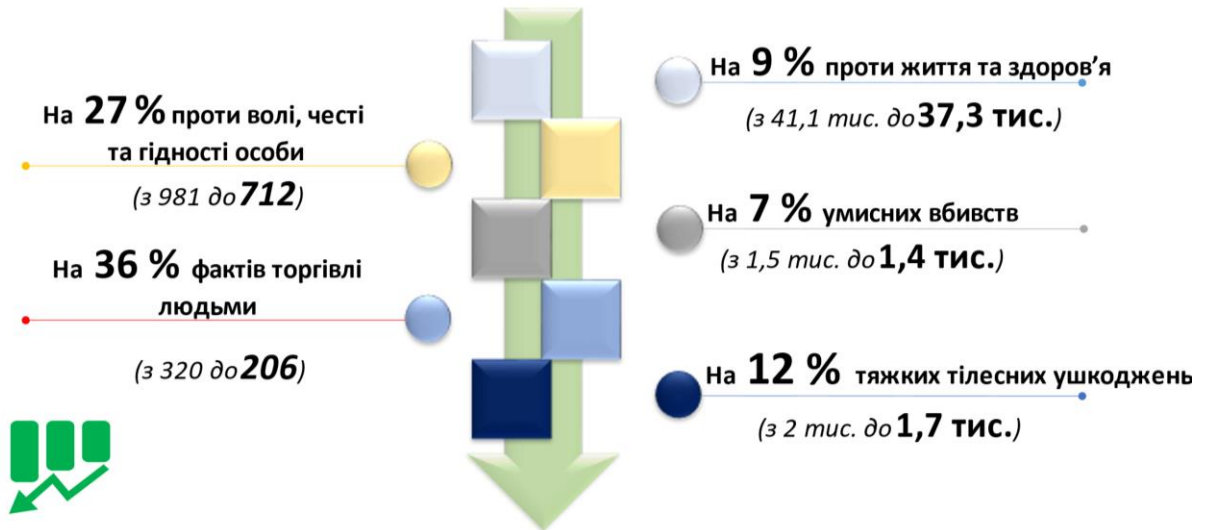 На 27 % проти волі, честі
та гідності особи
(з 981 до 712)
На 36 % фактів торгівлі
людьми
(з 320 до 206)
На 9 % проти життя та здоров’я
(з 41,1 тис. до 37,3 тис.)
На 7 % умисних вбивств
(з 1,5 тис. до 1,4 тис.)
На 12 % тяжких тілесних ушкоджень
(з 2 тис. до 1,7 тис.)